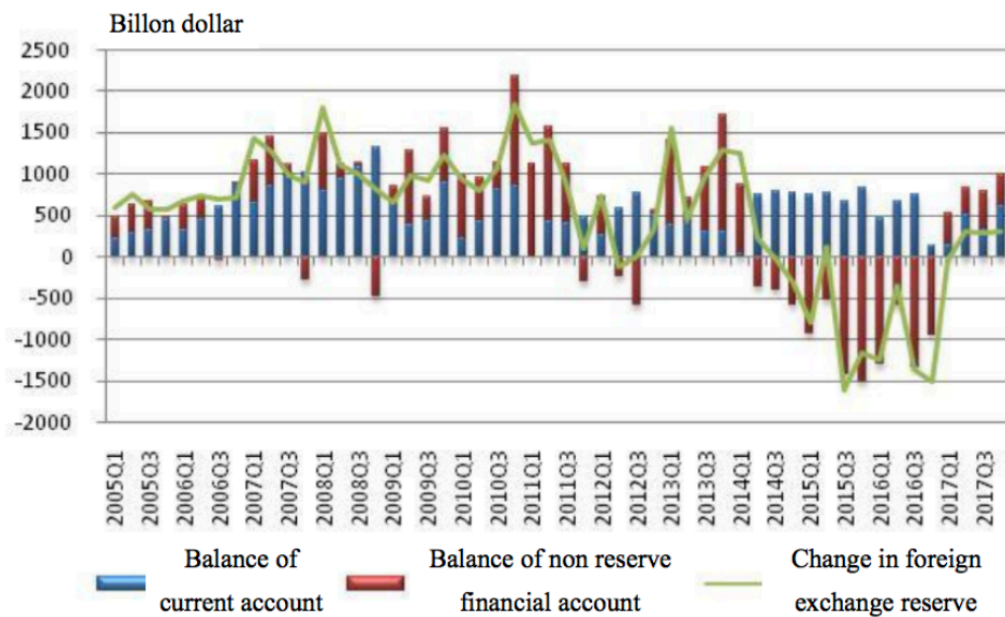 Billon dollar
2500
2000
1500
1000
500
0
-500
-1000
-1500
-2000
2005Q1
2005Q3
2006Q1
2006Q3
2007Q1
2007Q3
2008Q1
2008Q3
2009Q1
2009Q3
2010Q1
2010Q3
2011Q1
2011Q3
2012Q1
2012Q3
2013Q1
2013Q3
2014Q1
2014Q3
2015Q1
2015Q3
2016Q1
2016Q3
2017Q1
2017Q3
Balance of
current account
Balance of non reserve
financial account
Change in foreign
exchange reserve